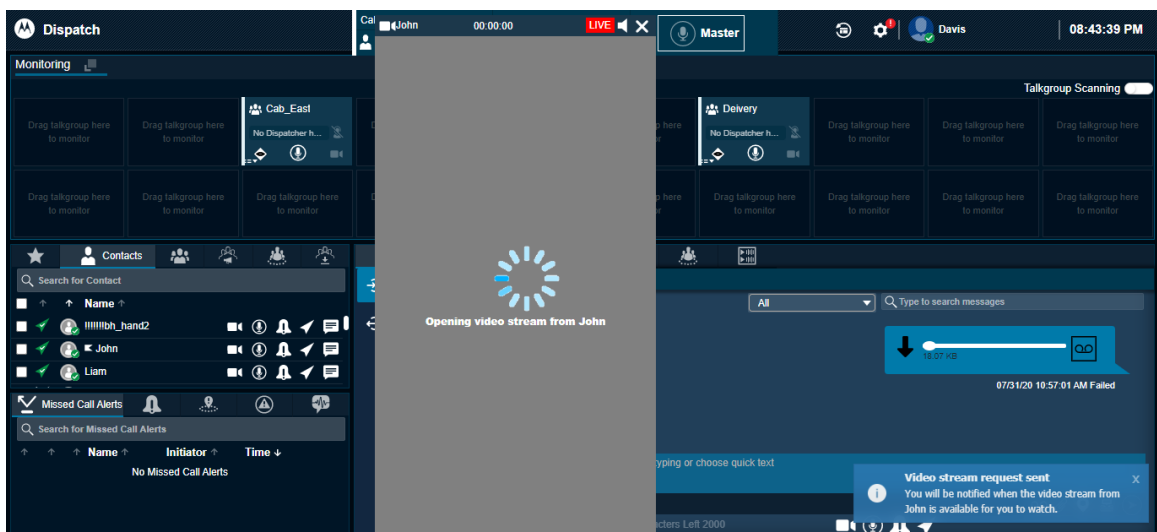 Dispatch
Cal
John 00:00:00 LIVE
Master
Davis
08:43:39 PM
Monitoring
Talkgroup Scanning
Drag talkgroup here to monitor
Drag talkgroup here to monitor
Cab_East
No Dispatcher h...
Deivery
No Dispatcher h...
Drag talkgroup here to monitor
Drag talkgroup here to monitor
Drag talkgroup here to monitor
Drag talkgroup here to monitor
Drag talkgroup here to monitor
Drag talkgroup here to monitor
Drag talkgroup here to monitor
Drag talkgroup here to monitor
Drag talkgroup here to monitor
Drag talkgroup here to monitor
Contacts
Search for Contact
Name
!!!!!!!bh_hand2
John
Liam
Opening video stream from John
All
Type to search messages
18.07 KB
07/31/20 10:57:01 AM Failed
Missed Call Alerts
Search for Missed Call Alerts
Name Initiator Time
No Missed Call Alerts
typing or choose quick text
Video stream request sent X
You will be notified when the video stream from
John is available for you to watch.
acters Left 2000